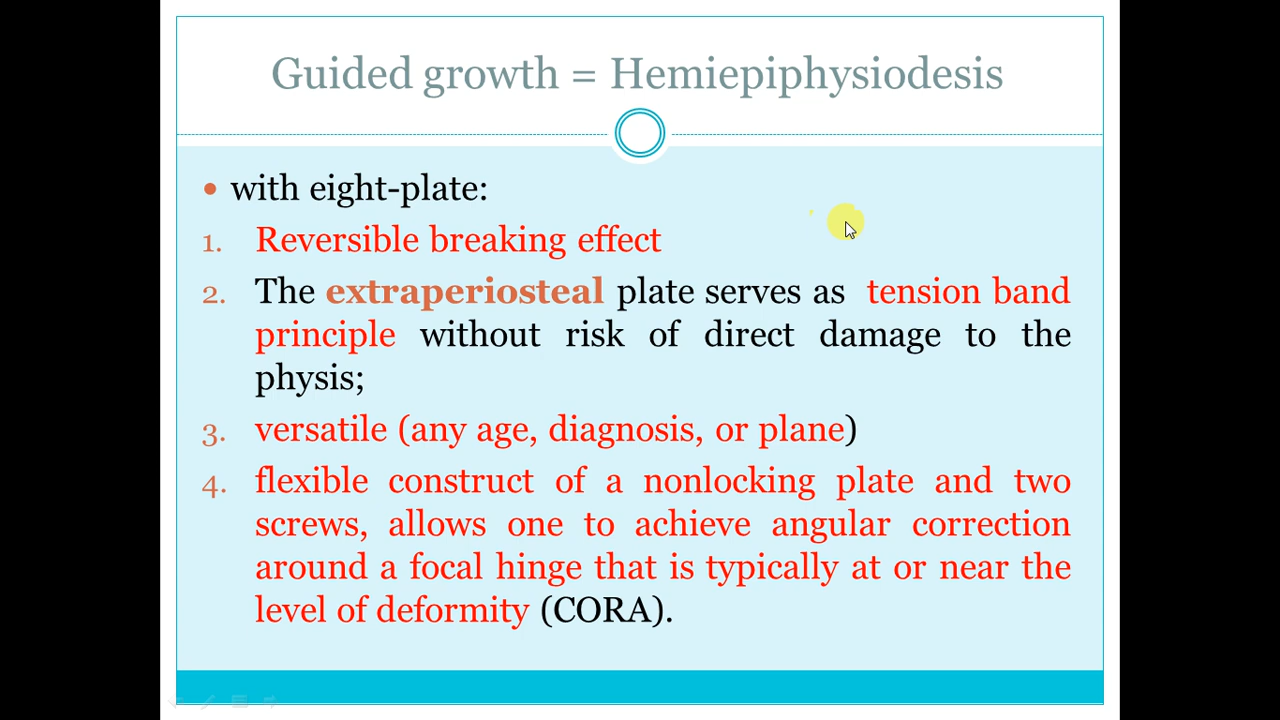 Guided growth = Hemiepiphysiodesis
• with eight-plate:
1. Reversible breaking effect
2. The extraperiosteal plate serves as tension band
principle without risk of direct damage to the
physis;
3. versatile (any age, diagnosis, or plane)
4. flexible construct of a nonlocking plate and two
screws, allows one to achieve angular correction
around a focal hinge that is typically at or near the
level of deformity (CORA).